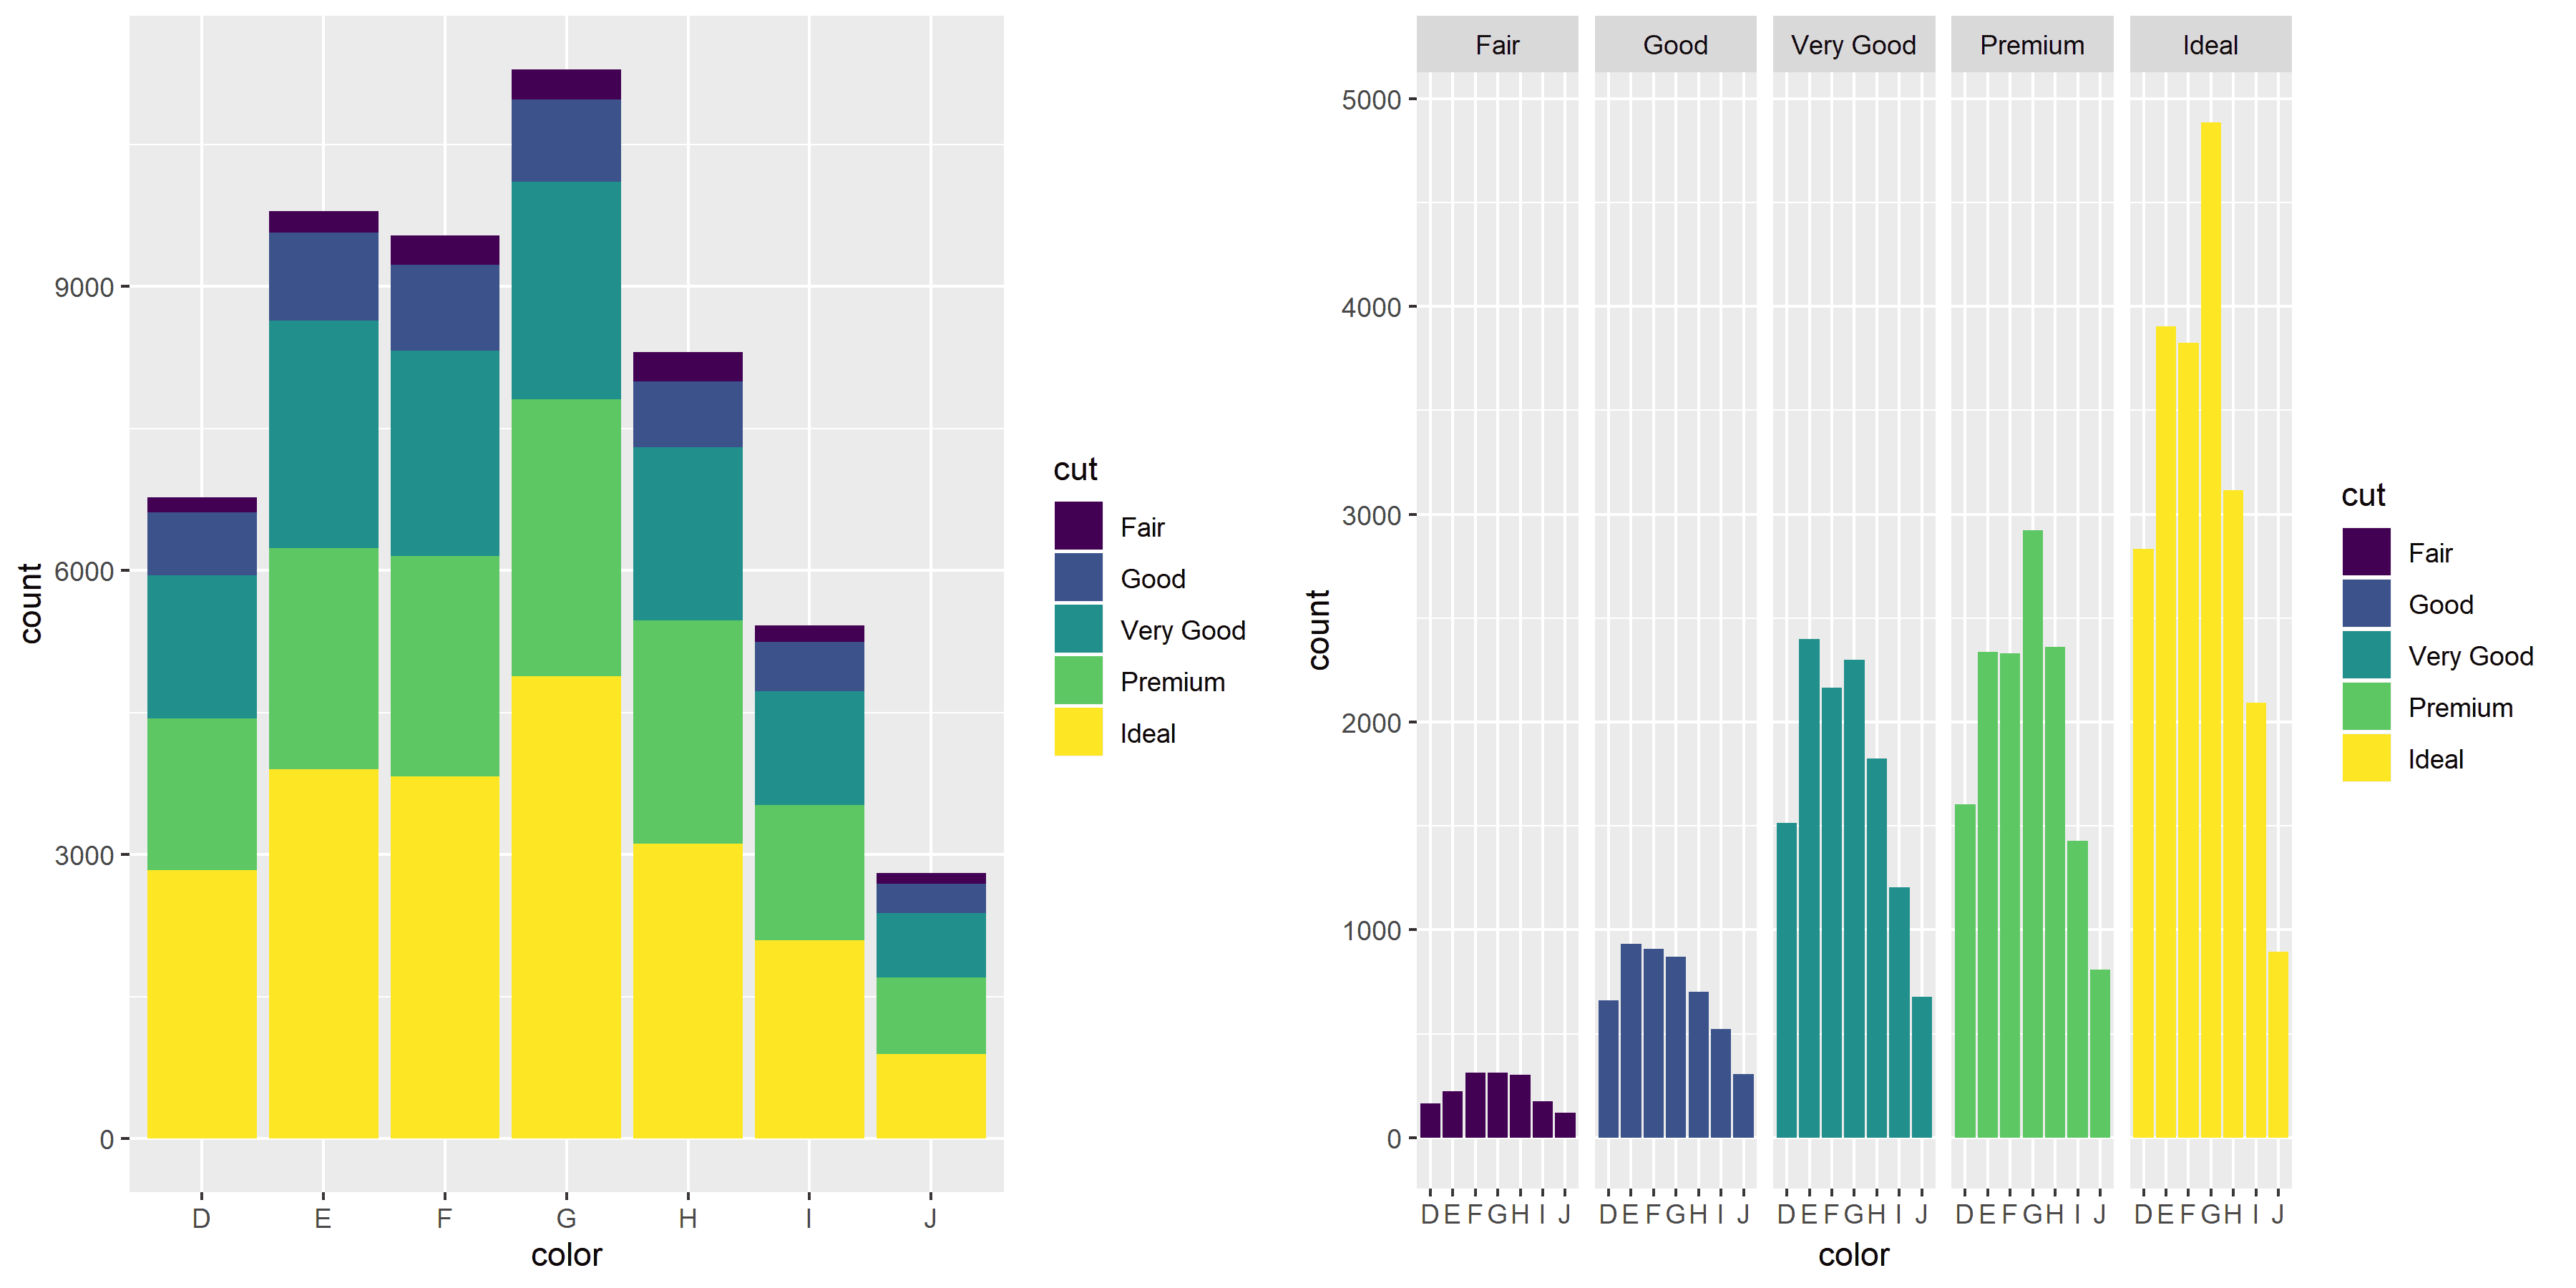 count
9000
6000
3000
0
D E F G H I J
color
cut
Fair
Good
Very Good
Premium
Ideal
Fair Good Very Good Premium Ideal
count
5000
4000
3000
2000
1000
0
D E F G H I J D E F G H I J D E F G H I J D E F G H I J D E F G H I J
color
cut
Fair
Good
Very Good
Premium
Ideal